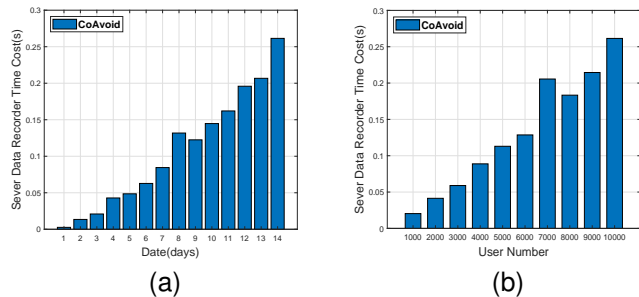 CoAvoid
Sever Data Recorder Time Cost(s)
0.3
0.25
0.2
0.15
0.1
0.05
0
1 2 3 4 5 6 7 8 9 10 11 12 13 14
Date(days)
(a)
CoAvoid
Sever Data Recorder Time Cost(s)
0.3
0.25
0.2
0.15
0.1
0.05
0
1000 2000 3000 4000 5000 6000 7000 8000 9000 10000
User Number
(b)